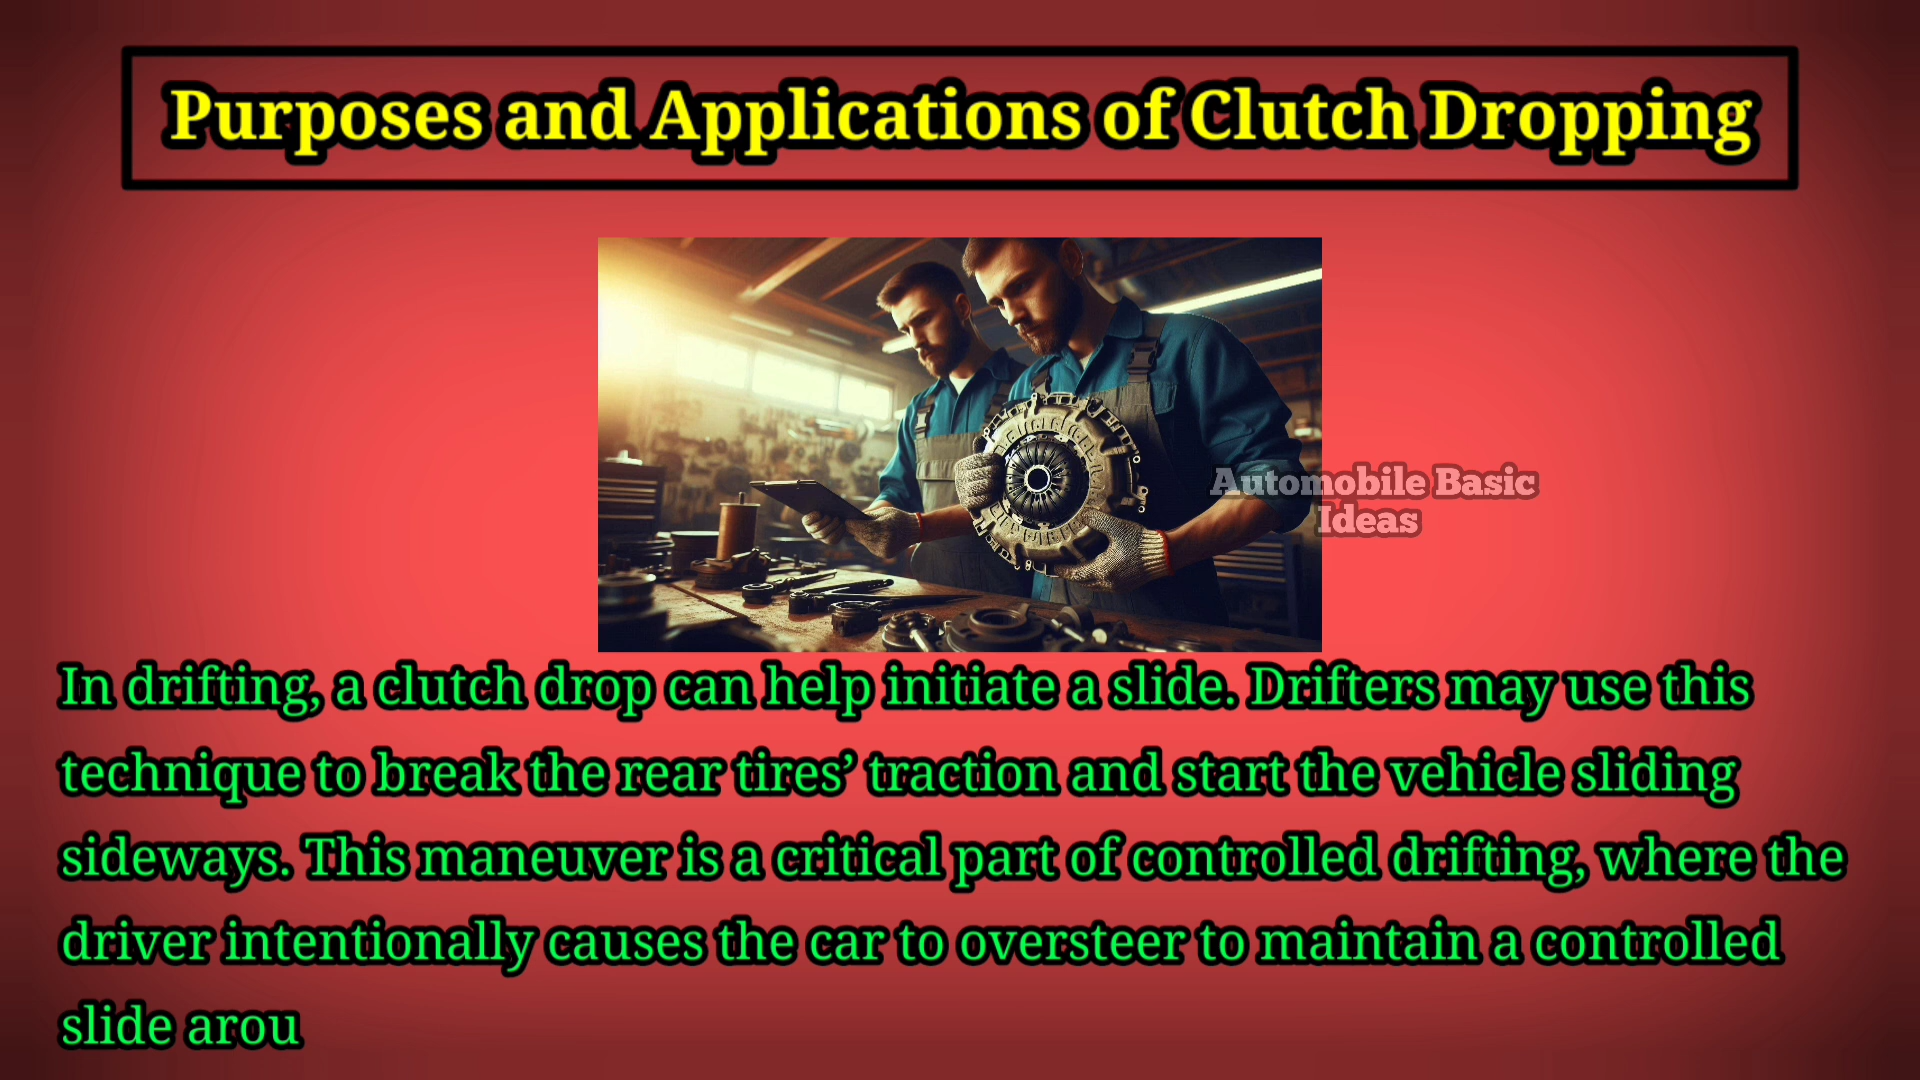 Purposes and Applications of Clutch Dropping
Automobile Basic
Ideas
In drifting, a clutch drop can help initiate a slide. Drifters may use this
technique to break the rear tires’ traction and start the vehicle sliding
sideways. This maneuver is a critical part of controlled drifting, where the
driver intentionally causes the car to oversteer to maintain a controlled
slide arou